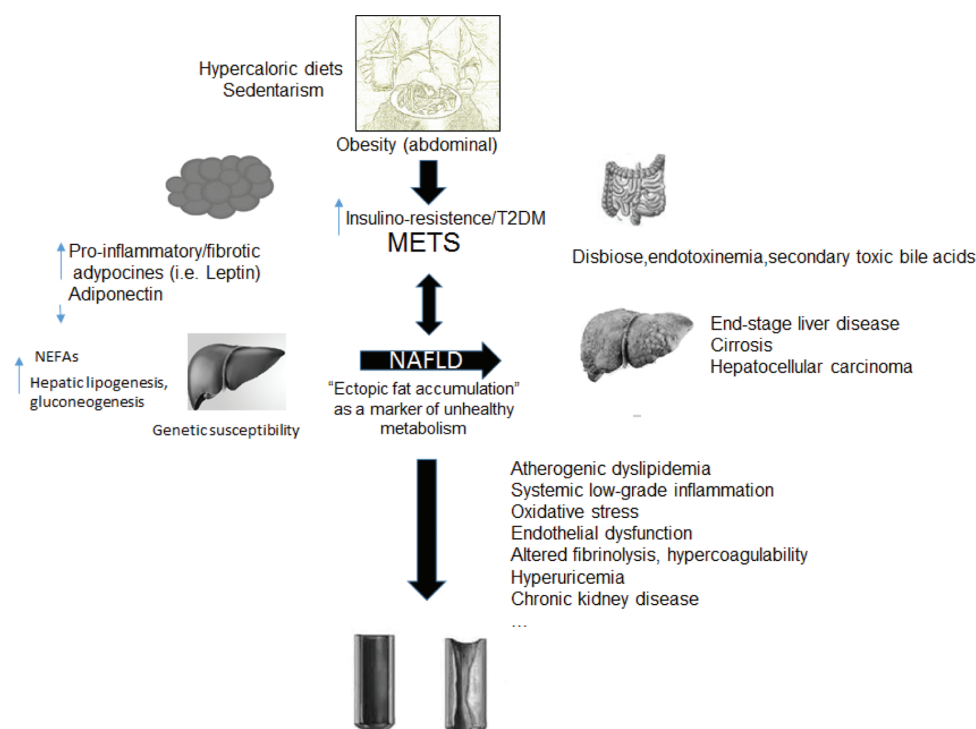 Hypercaloric diets
Sedentarism
Obesity (abdominal)
Insulino-resistence/T2DM
METS
Pro-inflammatory/fibrotic
adypocines (i.e. Leptin)
Adiponectin
Disbiose,endotoxinemia,secondary toxic bile acids
NEFAs
Hepatic lipogenesis,
gluconeogenesis
Genetic susceptibility
NAFLD
“Ectopic fat accumulation”
as a marker of unhealthy
metabolism
End-stage liver disease
Cirrosis
Hepatocellular carcinoma
Atherogenic dyslipidemia
Systemic low-grade inflammation
Oxidative stress
Endothelial dysfunction
Altered fibrinolysis, hypercoagulability
Hyperuricemia
Chronic kidney disease
...